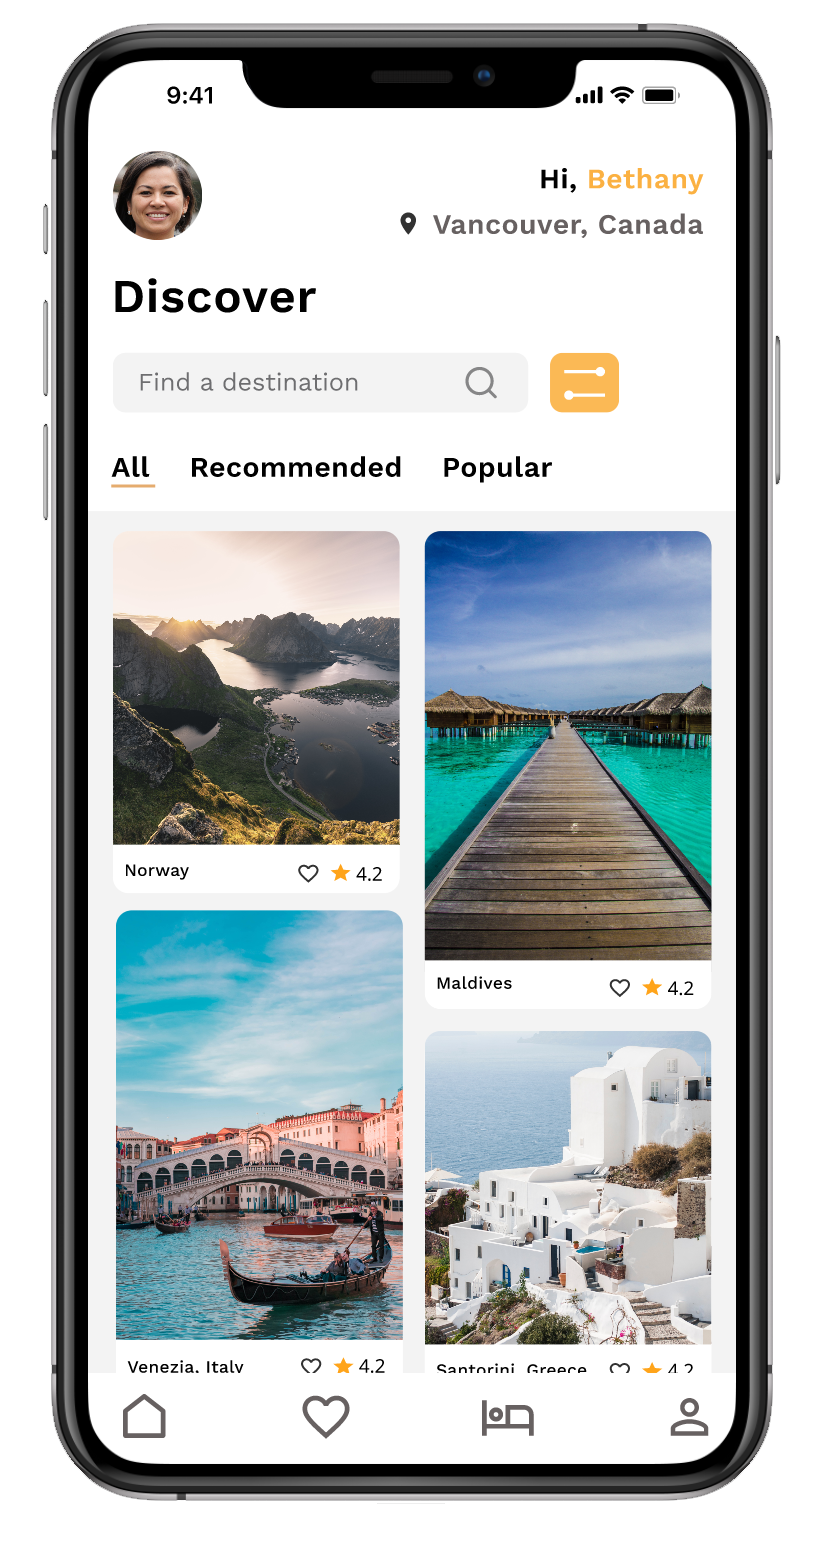 9:41
Hi, Bethany
Vancouver, Canada
Discover
Find a destination
All Recommended Popular
Norway 4.2
Maldives 4.2
Venezia, Italy 4.2
Santorini, Greece 4.2